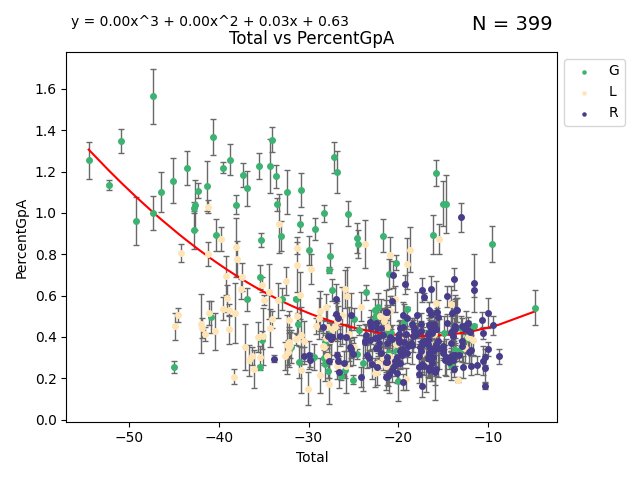 y = 0.00x^3 + 0.00x^2 + 0.03x + 0.63
N = 399
Total vs PercentGpA
G
L
R
PercentGpA
1.6
1.4
1.2
1.0
0.8
0.6
0.4
0.2
0.0
−50
−40
−30
−20
−10
Total